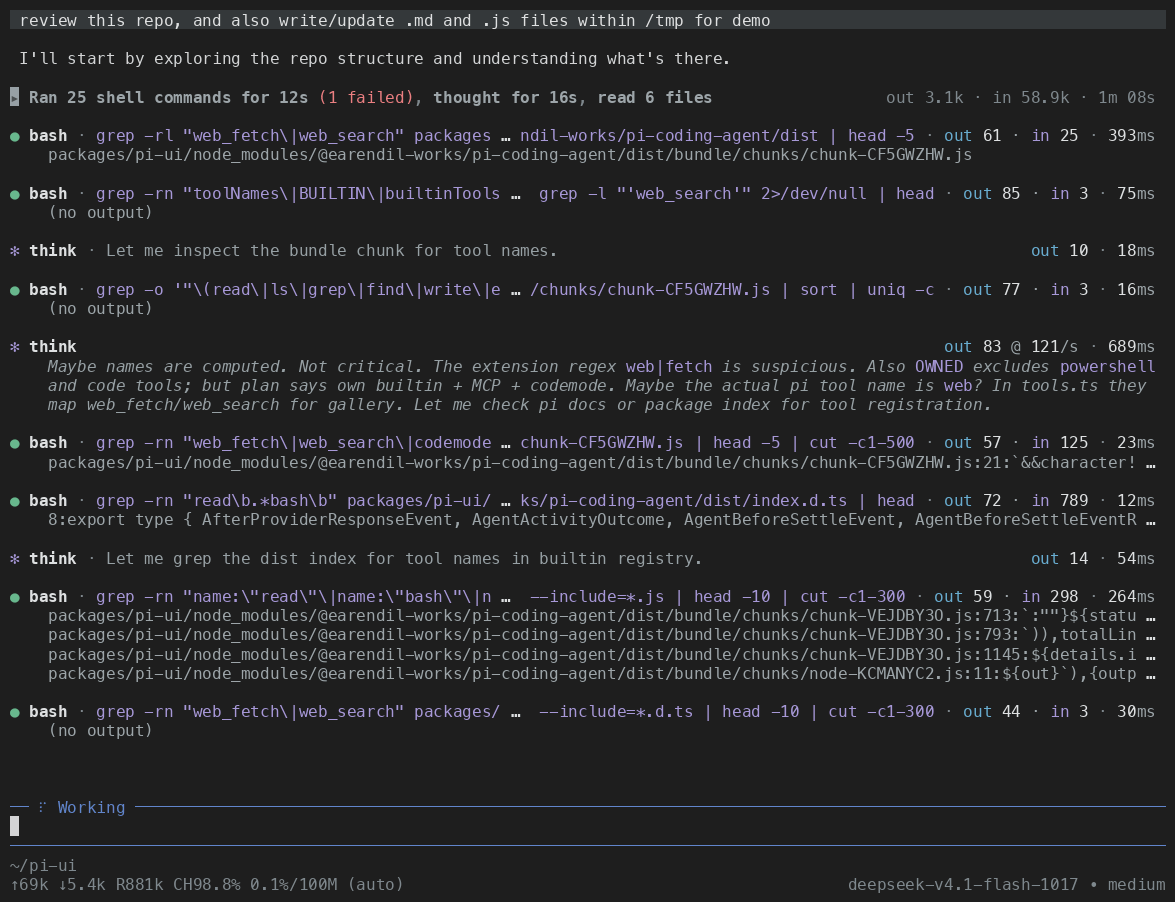 review this repo, and also write/update .md and .js files within /tmp for demo
I'll start by exploring the repo structure and understanding what's there.
▸ Ran 25 shell commands for 12s (1 failed), thought for 16s, read 6 files out 3.1k · in 58.9k · 1m 08s
● bash · grep -rl "web_fetch\|web_search" packages … ndil-works/pi-coding-agent/dist | head -5 · out 61 · in 25 · 393ms
packages/pi-ui/node_modules/@earendil-works/pi-coding-agent/dist/bundle/chunks/chunk-CF5GWZHW.js
● bash · grep -rn "toolNames\|BUILTIN\|builtinTools … grep -l "'web_search'" 2>/dev/null | head · out 85 · in 3 · 75ms
(no output)
✻ think · Let me inspect the bundle chunk for tool names. out 10 · 18ms
● bash · grep -o '"\(read\|ls\|grep\|find\|write\|e … /chunks/chunk-CF5GWZHW.js | sort | uniq -c · out 77 · in 3 · 16ms
(no output)
✻ think out 83 @ 121/s · 689ms
Maybe names are computed. Not critical. The extension regex web|fetch is suspicious. Also OWNED excludes powershell
and code tools; but plan says own builtin + MCP + codemode. Maybe the actual pi tool name is web? In tools.ts they
map web_fetch/web_search for gallery. Let me check pi docs or package index for tool registration.
● bash · grep -rn "web_fetch\|web_search\|codemode … chunk-CF5GWZHW.js | head -5 | cut -c1-500 · out 57 · in 125 · 23ms
packages/pi-ui/node_modules/@earendil-works/pi-coding-agent/dist/bundle/chunks/chunk-CF5GWZHW.js:21:`&&character! …
● bash · grep -rn "read\b.*bash\b" packages/pi-ui/ … ks/pi-coding-agent/dist/index.d.ts | head · out 72 · in 789 · 12ms
8:export type { AfterProviderResponseEvent, AgentActivityOutcome, AgentBeforeSettleEvent, AgentBeforeSettleEventR …
✻ think · Let me grep the dist index for tool names in builtin registry. out 14 · 54ms
● bash · grep -rn "name:\"read\"\|name:\"bash\"\|n … --include=*.js | head -10 | cut -c1-300 · out 59 · in 298 · 264ms
packages/pi-ui/node_modules/@earendil-works/pi-coding-agent/dist/bundle/chunks/chunk-VEJDBY3O.js:713:`:""}${statu …
packages/pi-ui/node_modules/@earendil-works/pi-coding-agent/dist/bundle/chunks/chunk-VEJDBY3O.js:793:`)),totalLin …
packages/pi-ui/node_modules/@earendil-works/pi-coding-agent/dist/bundle/chunks/chunk-VEJDBY3O.js:1145:${details.i …
packages/pi-ui/node_modules/@earendil-works/pi-coding-agent/dist/bundle/chunks/node-KCMANYC2.js:11:${out}`),{outp …
● bash · grep -rn "web_fetch\|web_search" packages/ … --include=*.d.ts | head -10 | cut -c1-300 · out 44 · in 3 · 30ms
(no output)
Working
~/pi-ui
↑69k ↓5.4k R881k CH98.8% 0.1%/100M (auto) deepseek-v4.1-flash-1017 • medium